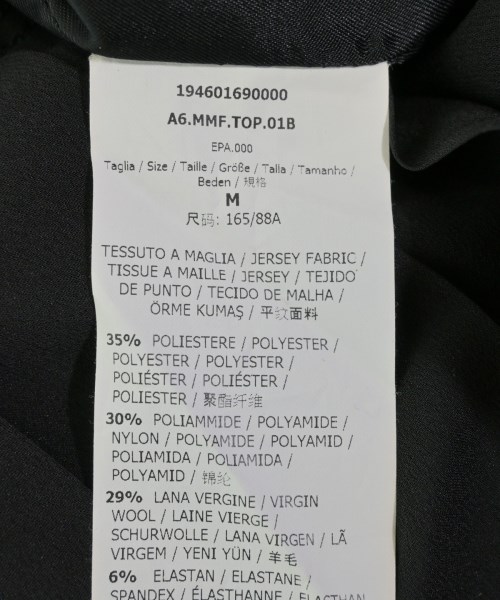 194601690000
A6.MMF.TOP.01B
EPA.000
Taglia / Size / Taille / Größe / Talla / Tamanho /
Beden / 規格
M
尺码: 165/88A
TESSUTO A MAGLIA / JERSEY FABRIC /
TISSUE A MAILLE / JERSEY / TEJIDO
DE PUNTO / TECIDO DE MALHA /
ÖRME KUMAŞ / 平纹面料
35% POLIESTERE / POLYESTER /
POLYESTER / POLYESTER /
POLIÉSTER / POLIÉSTER /
POLIESTER / 聚酯纤维
30% POLIAMMIDE / POLYAMIDE /
NYLON / POLYAMIDE / POLYAMID /
POLIAMIDA / POLIAMIDA /
POLYAMID / 锦纶
29% LANA VERGINE / VIRGIN
WOOL / LAINE VIERGE /
SCHURWOLLE / LANA VIRGEN / LÃ
VIRGEM / YENI YÜN / 羊毛
6% ELASTAN / ELASTANE /
SPANDEX / ÉLASTHANNE / ELASTHAN